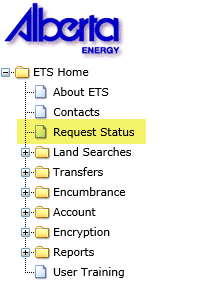 Alberta
ENERGY
ETS Home
About ETS
Contacts
Request Status
Land Searches
Transfers
Encumbrance
Account
Encryption
Reports
User Training